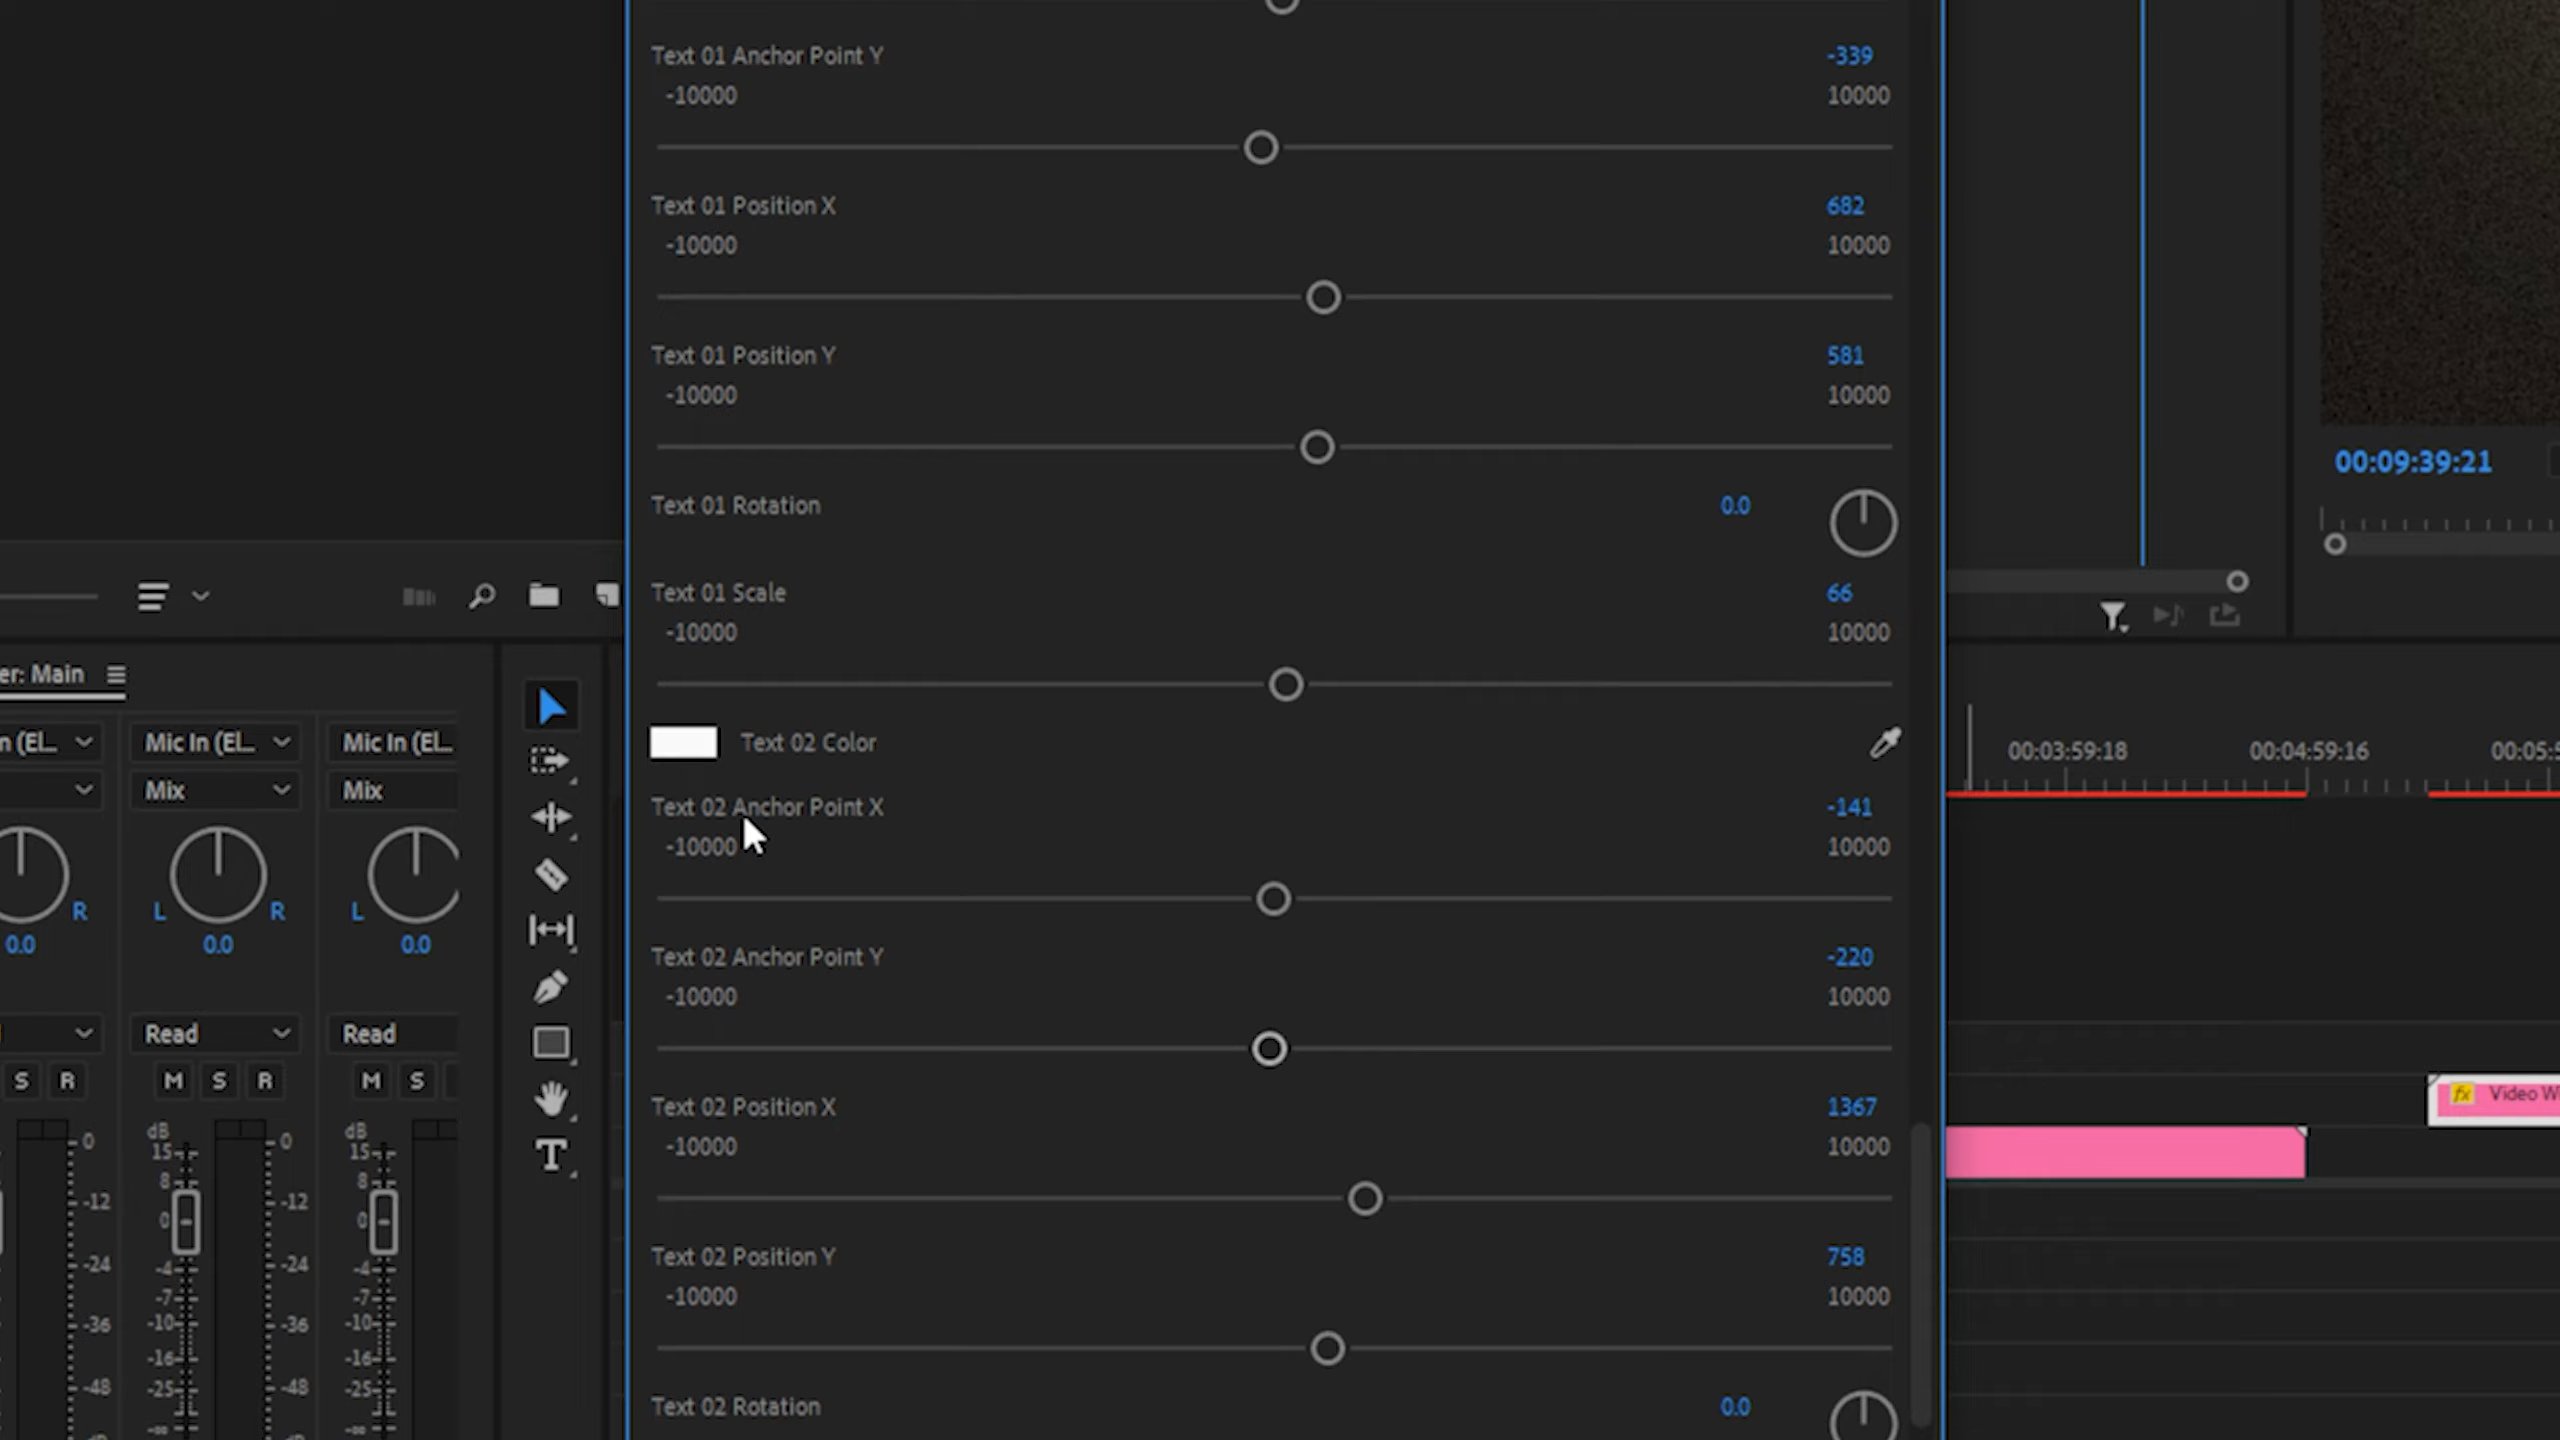 Text 01 Anchor Point Y -339
-10000 10000
Text 01 Position X 682
-10000 10000
Text 01 Position Y 581
-10000 10000
Text 01 Rotation 0.0
Text 01 Scale 66
-10000 10000
Text 02 Color
Text 02 Anchor Point X -141
-10000 10000
Text 02 Anchor Point Y -220
-10000 10000
Text 02 Position X 1367
-10000 10000
Text 02 Position Y 758
-10000 10000
Text 02 Rotation 0.0
er: Main
n (El... Mic In (El... Mic In (El...
Mix Mix
R L R L
0.0 0.0 0.0
Read Read
S R M S R M S
dB dB
15 15
8 8
0 0
-4 -4
-7 -7
-10 -10
-16 -16
-25 -25
-∞ -∞
0 0
-12 -12
-24 -24
-36 -36
-48 -48
T
00:09:39:21
00:03:59:18 00:04:59:16 00:05:5
fx Video W